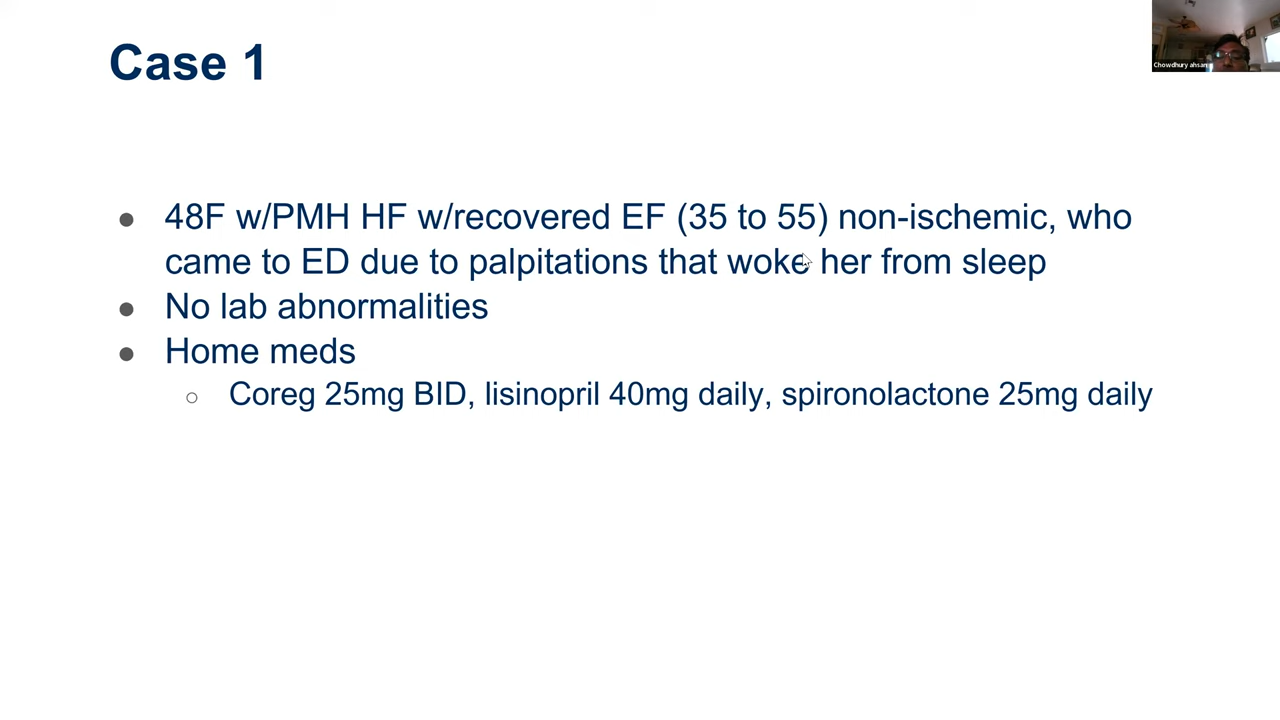 Case 1
Chowdhury ahsan
● 48F w/PMH HF w/recovered EF (35 to 55) non-ischemic, who
came to ED due to palpitations that woke her from sleep
● No lab abnormalities
● Home meds
○ Coreg 25mg BID, lisinopril 40mg daily, spironolactone 25mg daily